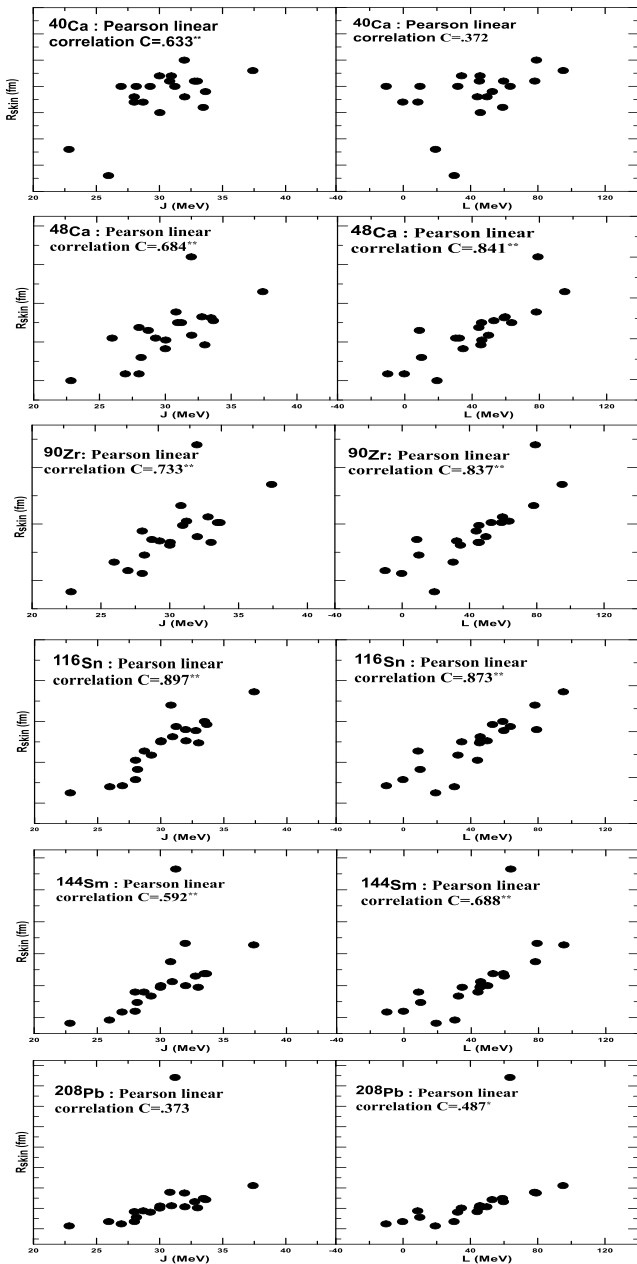 40Ca : Pearson linear
correlation C=.633**
40Ca : Pearson linear
correlation C=.372
Rskin (fm)
20 25 30 35 40 -40 0 40 80 120
J (MeV) L (MeV)
48Ca : Pearson linear
correlation C=.684**
48Ca : Pearson linear
correlation C=.841**
Rskin (fm)
20 25 30 35 40 -40 0 40 80 120
J (MeV) L (MeV)
90Zr: Pearson linear
correlation C=.733**
90Zr : Pearson linear
correlation C=.837**
Rskin (fm)
20 25 30 35 40 -40 0 40 80 120
J (MeV) L (MeV)
116Sn : Pearson linear
correlation C=.897**
116Sn : Pearson linear
correlation C=.873**
Rskin (fm)
20 25 30 35 40 -40 0 40 80 120
J (MeV) L (MeV)
144Sm : Pearson linear
correlation C=.592**
144Sm : Pearson linear
correlation C=.688**
Rskin (fm)
20 25 30 35 40 -40 0 40 80 120
J (MeV) L (MeV)
208Pb : Pearson linear
correlation C=.373
208Pb : Pearson linear
correlation C=.487*
Rskin (fm)
20 25 30 35 40 -40 0 40 80 120
J (MeV) L (MeV)